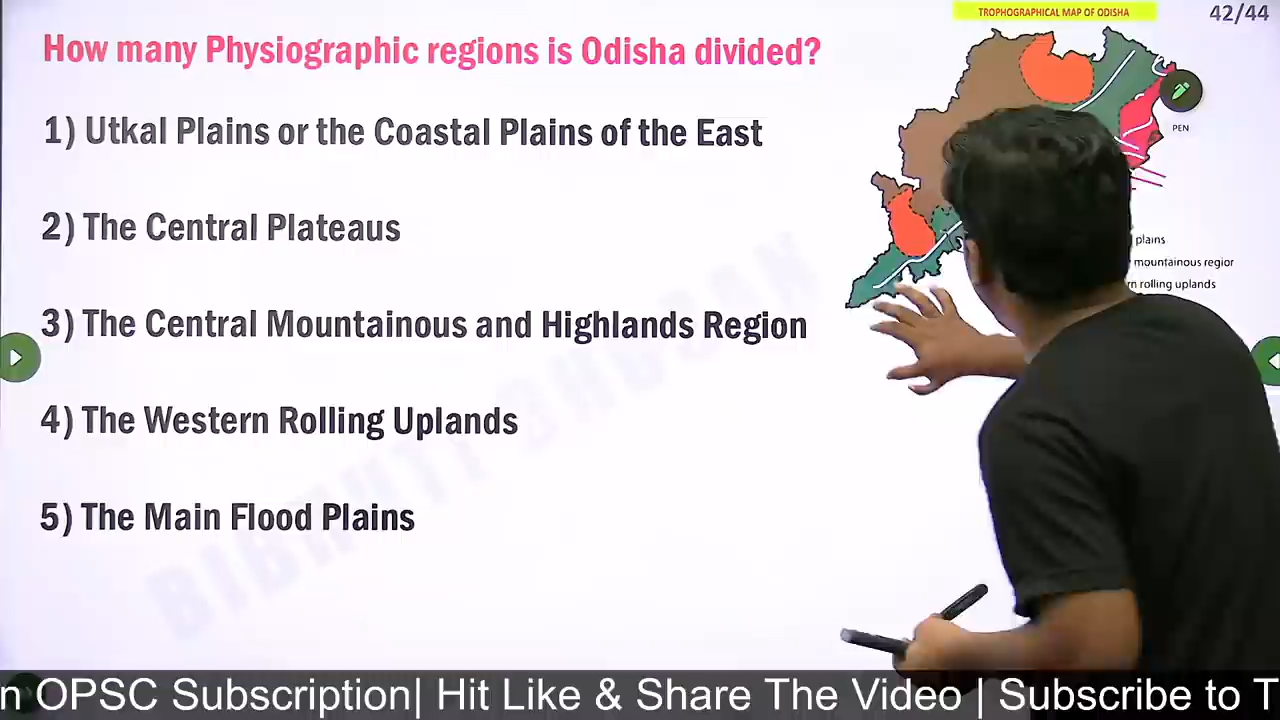 TROPHOGRAPHICAL MAP OF ODISHA
42/44
How many Physiographic regions is Odisha divided?
1) Utkal Plains or the Coastal Plains of the East
PEN
2) The Central Plateaus
plains
mountainous region
rolling uplands
3) The Central Mountainous and Highlands Region
4) The Western Rolling Uplands
5) The Main Flood Plains
BIBHUTI BHUSAN
OPSC Subscription| Hit Like & Share The Video | Subscribe to